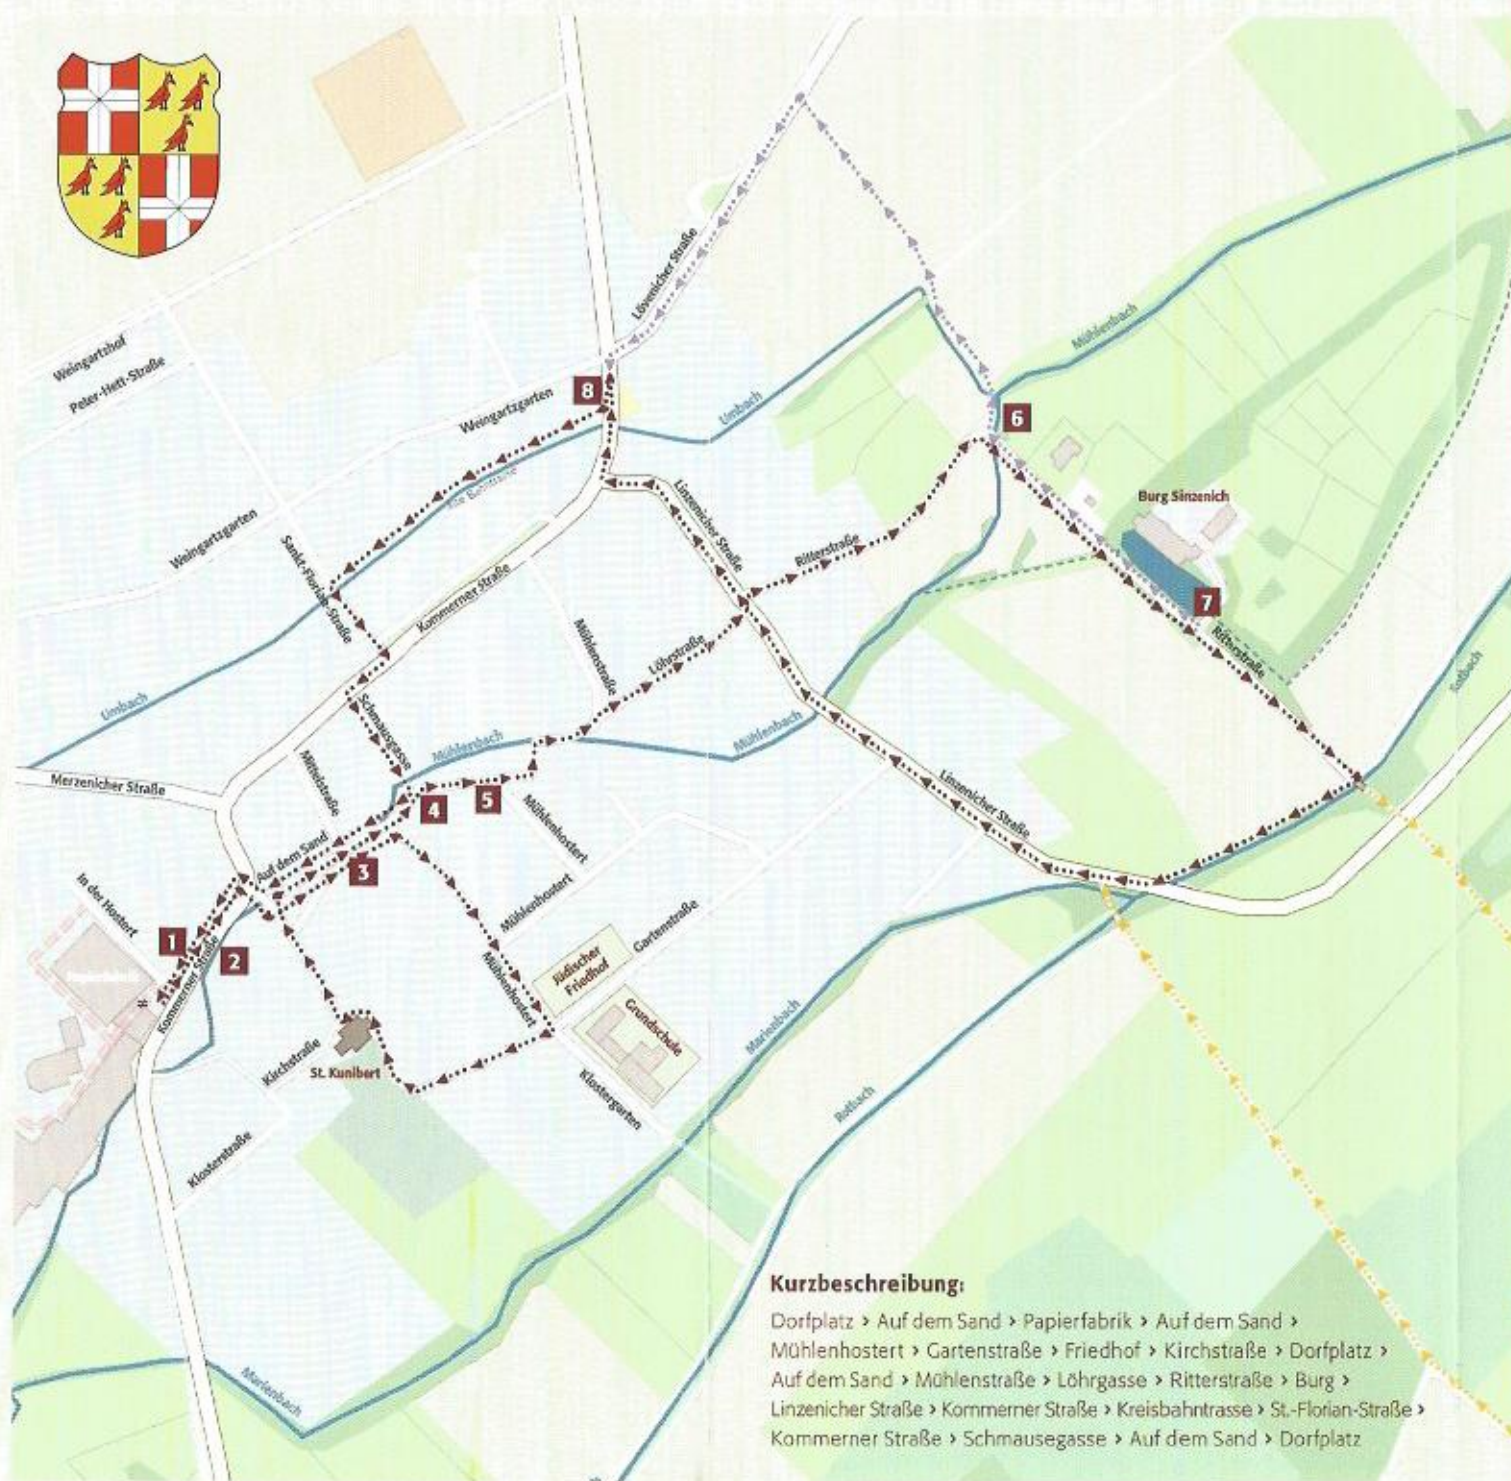 Lövenicher Straße
Mühlenbach
Weingartzhof
Peter-Hett-Straße
8
Weingartzgarten
Umbach
6
Burg Sinzenich
Linzenicher Straße
Ritterstraße
Weingartzgarten
Sankt-Florian-Straße
Kommerner Straße
7
Ritterstraße
Mühlenstraße
Löhrstraße
Sotbach
Umbach
Schmausgasse
Mühlenbach
Mühlenbach
Merzenicher Straße
Mittelstraße
4
5
Linzenicher Straße
Mühlenhostert
Auf dem Sand
3
In der Hostert
Mühlenhostert
Gartenstraße
1
2
Kommerner Straße
Mühlenhostert
Jüdischer
Friedhof
Grundschule
Marienbach
Kirchstraße
St. Kunibert
Klostergarten
Rotbach
Klosterstraße
Marienbach
Kurzbeschreibung:
Dorfplatz > Auf dem Sand > Papierfabrik > Auf dem Sand >
Mühlenhostert > Gartenstraße > Friedhof > Kirchstraße > Dorfplatz >
Auf dem Sand > Mühlenstraße > Löhrgasse > Ritterstraße > Burg >
Linzenicher Straße > Kommerner Straße > Kreisbahntrasse > St.-Florian-Straße >
Kommerner Straße > Schmausegasse > Auf dem Sand > Dorfplatz